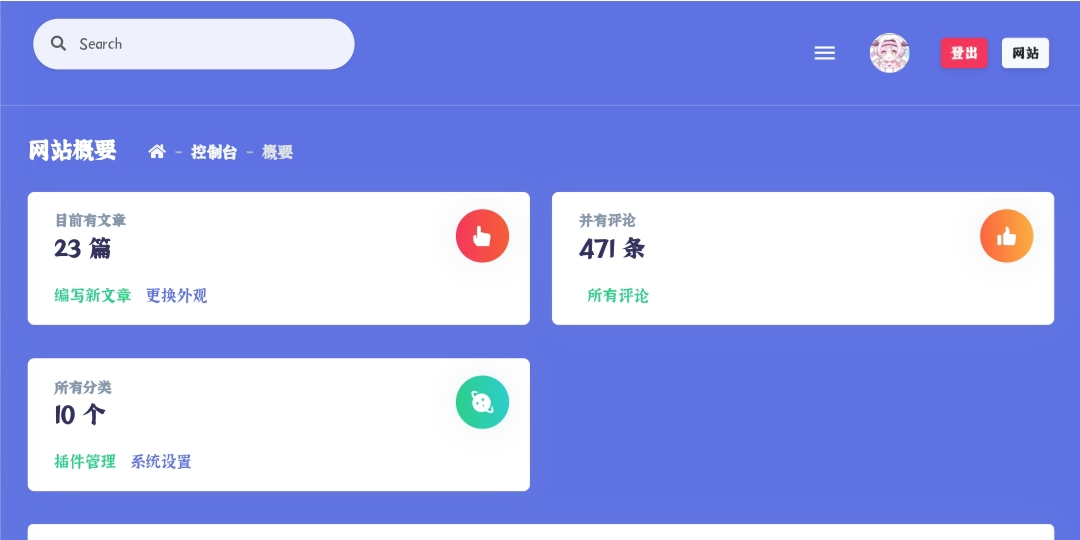 Search
登出 网站
网站概要 - 控制台 - 概要
目前有文章
23 篇
编写新文章 更换外观
并有评论
471 条
所有评论
所有分类
10 个
插件管理 系统设置